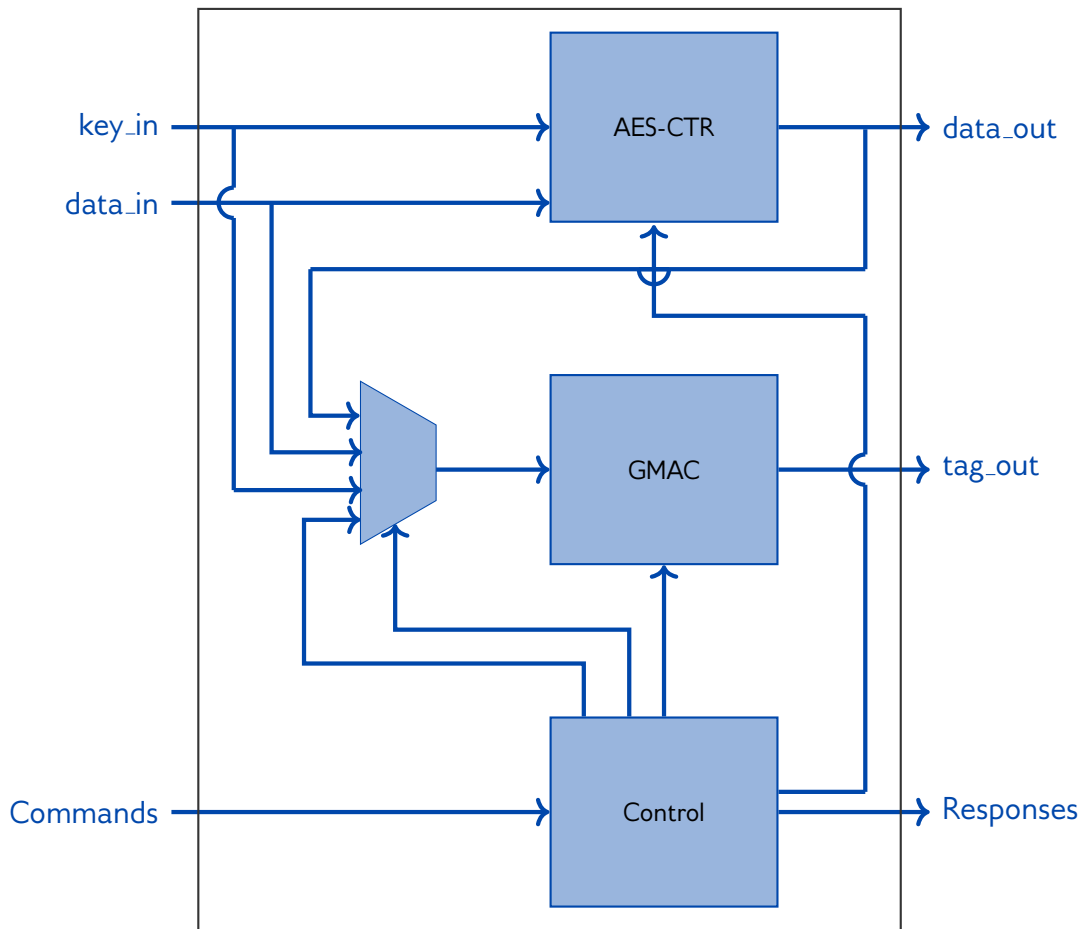 key_in
AES-CTR
data_out
data_in
GMAC
tag_out
Commands
Control
Responses